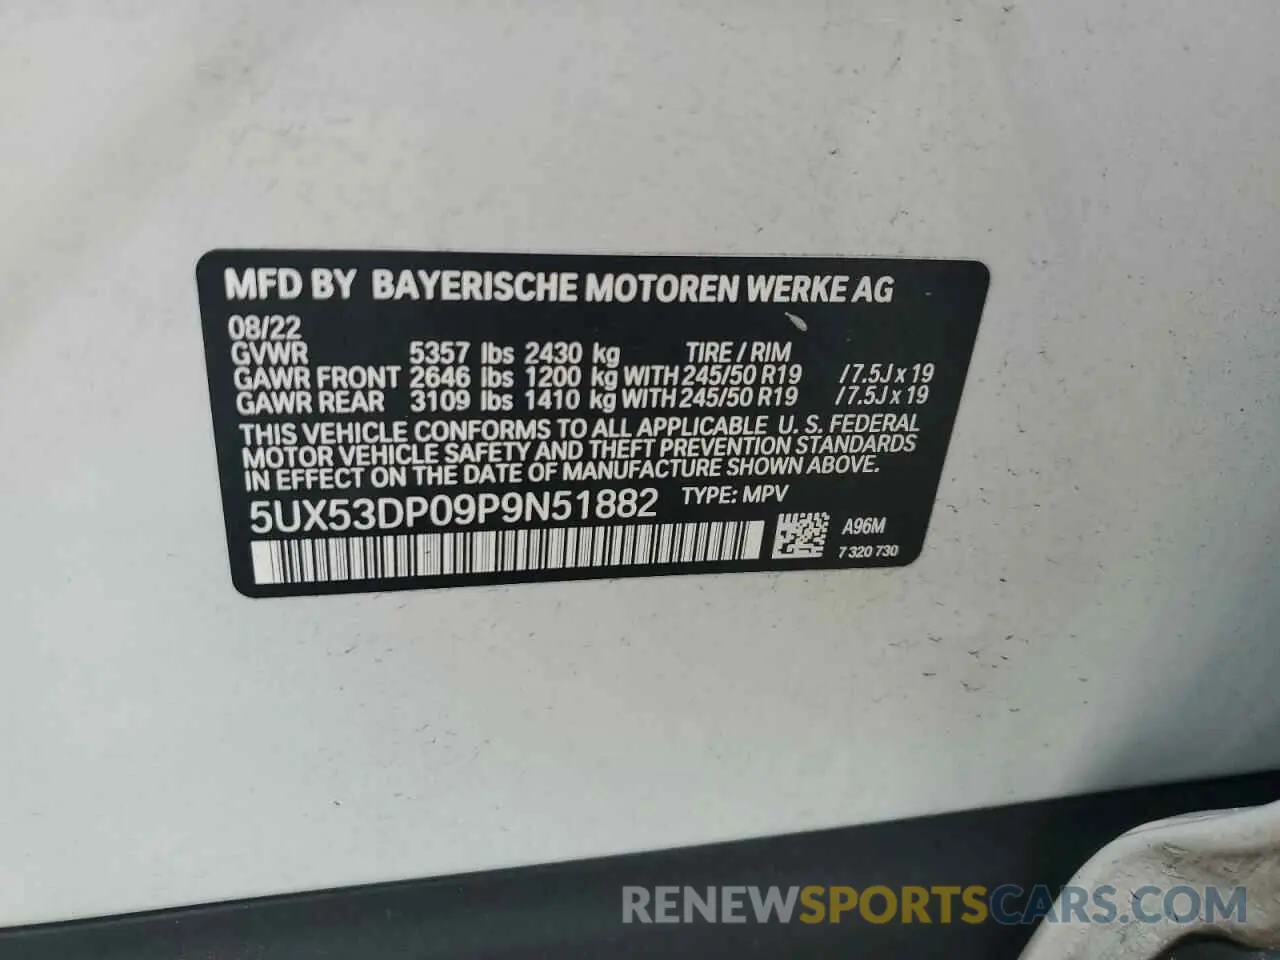 MFD BY BAYERISCHE MOTOREN WERKE AG
08/22
GVWR 5357 lbs 2430 kg TIRE / RIM
GAWR FRONT 2646 lbs 1200 kg WITH 245/50 R19 / 7.5J x 19
GAWR REAR 3109 lbs 1410 kg WITH 245/50 R19 / 7.5J x 19
THIS VEHICLE CONFORMS TO ALL APPLICABLE U. S. FEDERAL
MOTOR VEHICLE SAFETY AND THEFT PREVENTION STANDARDS
IN EFFECT ON THE DATE OF MANUFACTURE SHOWN ABOVE.
5UX53DP09P9N51882 TYPE: MPV
A96M
7 320 730
RENEWSPORTSCARS.COM